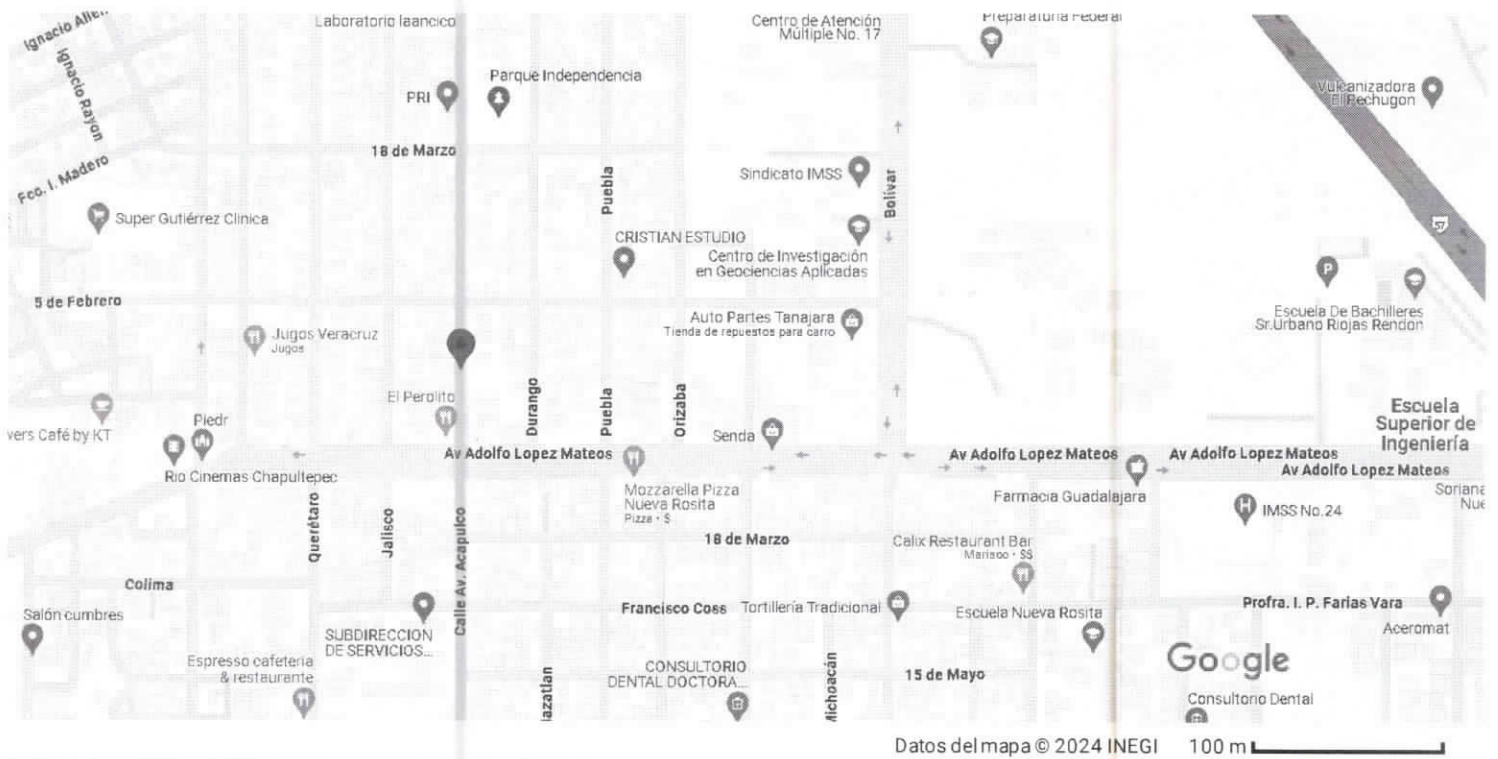 Ignacio
Laboratorio Iaancico
Centro de Atención
Múltiple No. 17
Preparatoria Federal
Ignacio Rayon
PRI
Parque Independencia
Vulcanizadora
El Pechugon
18 de Marzo
Fco. I. Madero
Sindicato IMSS
Puebla
Bolívar
Super Gutiérrez Clinica
57
CRISTIAN ESTUDIO
Centro de Investigación
en Geociencias Aplicadas
P
5 de Febrero
Auto Partes Tanajara
Tienda de repuestos para carro
Escuela De Bachilleres
Sr.Urbano Riojas Rendon
Jugos Veracruz
Jugos
El Perolito
Durango
Puebla
Orizaba
Escuela
Superior de
Ingeniería
vers Café by KT
Piedr
Senda
Av Adolfo Lopez Mateos
Av Adolfo Lopez Mateos
Av Adolfo Lopez Mateos
Av Adolfo Lopez Mateos
Rio Cinemas Chapultepec
Mozzarella Pizza
Nueva Rosita
Pizza • $
Farmacia Guadalajara
Soriana
Nue
H
IMSS No.24
Querétaro
Jalisco
Calle Av. Acapulco
18 de Marzo
Calix Restaurant Bar
Marisco • $$
Colima
Salón cumbres
Francisco Coss
Tortillería Tradicional
Escuela Nueva Rosita
Profra. I. P. Farias Vara
Aceromat
SUBDIRECCION
DE SERVICIOS...
Espresso cafeteria
& restaurante
CONSULTORIO
DENTAL DOCTORA...
15 de Mayo
Google
Consultorio Dental
Datos del mapa © 2024 INEGI
100 m